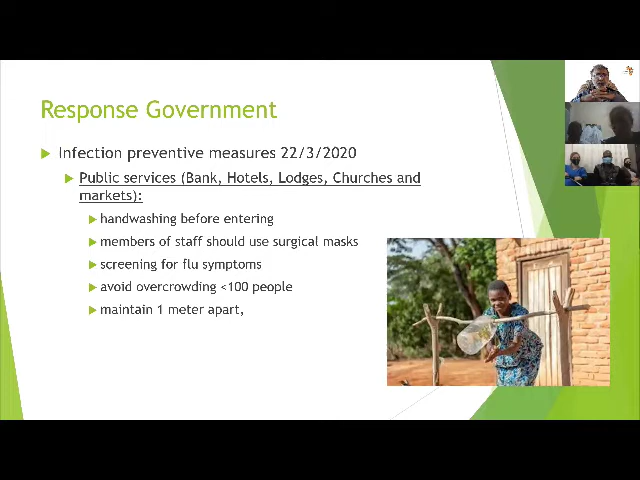 Response Government
Infection preventive measures 22/3/2020
Public services (Bank, Hotels, Lodges, Churches and
markets):
handwashing before entering
members of staff should use surgical masks
screening for flu symptoms
avoid overcrowding <100 people
maintain 1 meter apart,